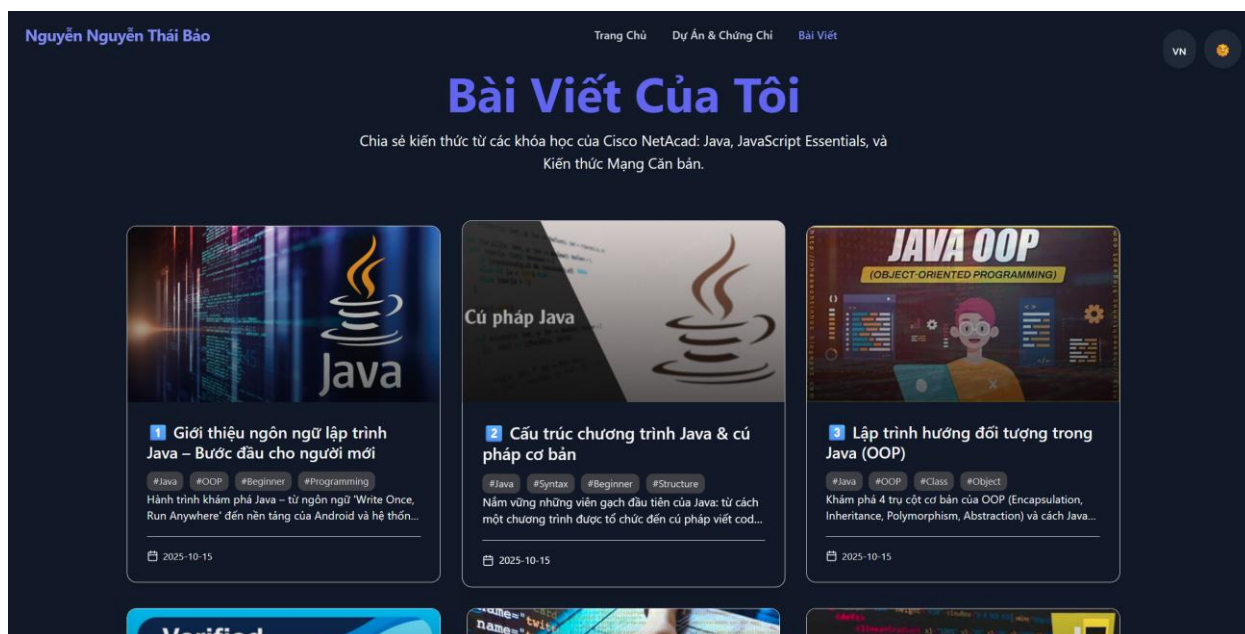 Nguyễn Nguyễn Thái Bảo
Trang Chủ Dự Án & Chứng Chỉ Bài Viết
VN
Bài Viết Của Tôi
Chia sẻ kiến thức từ các khóa học của Cisco NetAcad: Java, JavaScript Essentials, và
Kiến thức Mạng Căn bản.
Java
1 Giới thiệu ngôn ngữ lập trình
Java – Bước đầu cho người mới
#Java #OOP #Beginner #Programming
Hành trình khám phá Java – từ ngôn ngữ 'Write Once,
Run Anywhere' đến nền tảng của Android và hệ thốn...
2025-10-15
Cú pháp Java
2 Cấu trúc chương trình Java & cú
pháp cơ bản
#Java #Syntax #Beginner #Structure
Nắm vững những viên gạch đầu tiên của Java: từ cách
một chương trình được tổ chức đến cú pháp viết cod...
2025-10-15
JAVA OOP
(OBJECT-ORIENTED PROGRAMMING)
3 Lập trình hướng đối tượng trong
Java (OOP)
#Java #OOP #Class #Object
Khám phá 4 trụ cột cơ bản của OOP (Encapsulation,
Inheritance, Polymorphism, Abstraction) và cách Java...
2025-10-15
Verified
name="twitt
name=